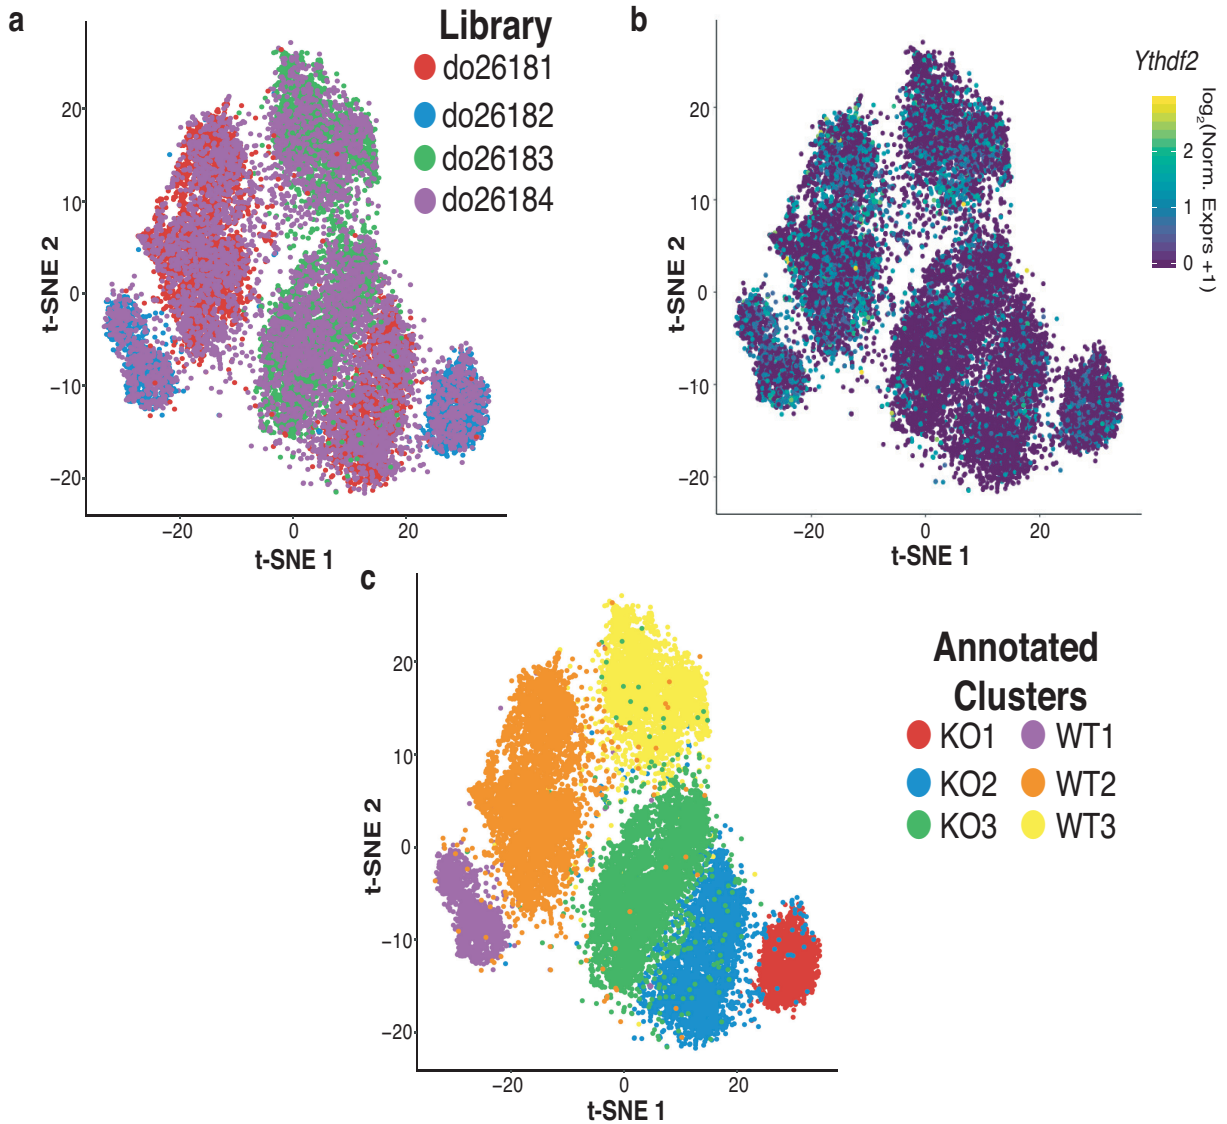 a
Library
do26181
do26182
do26183
do26184
20
10
0
−10
−20
t-SNE 2
−20
0
20
t-SNE 1
b
Ythdf2
2
1
0
log2(Norm. Exprs +1)
20
10
0
−10
−20
t-SNE 2
−20
0
20
t-SNE 1
c
Annotated
Clusters
KO1
WT1
KO2
WT2
KO3
WT3
20
10
0
−10
−20
t-SNE 2
−20
0
20
t-SNE 1